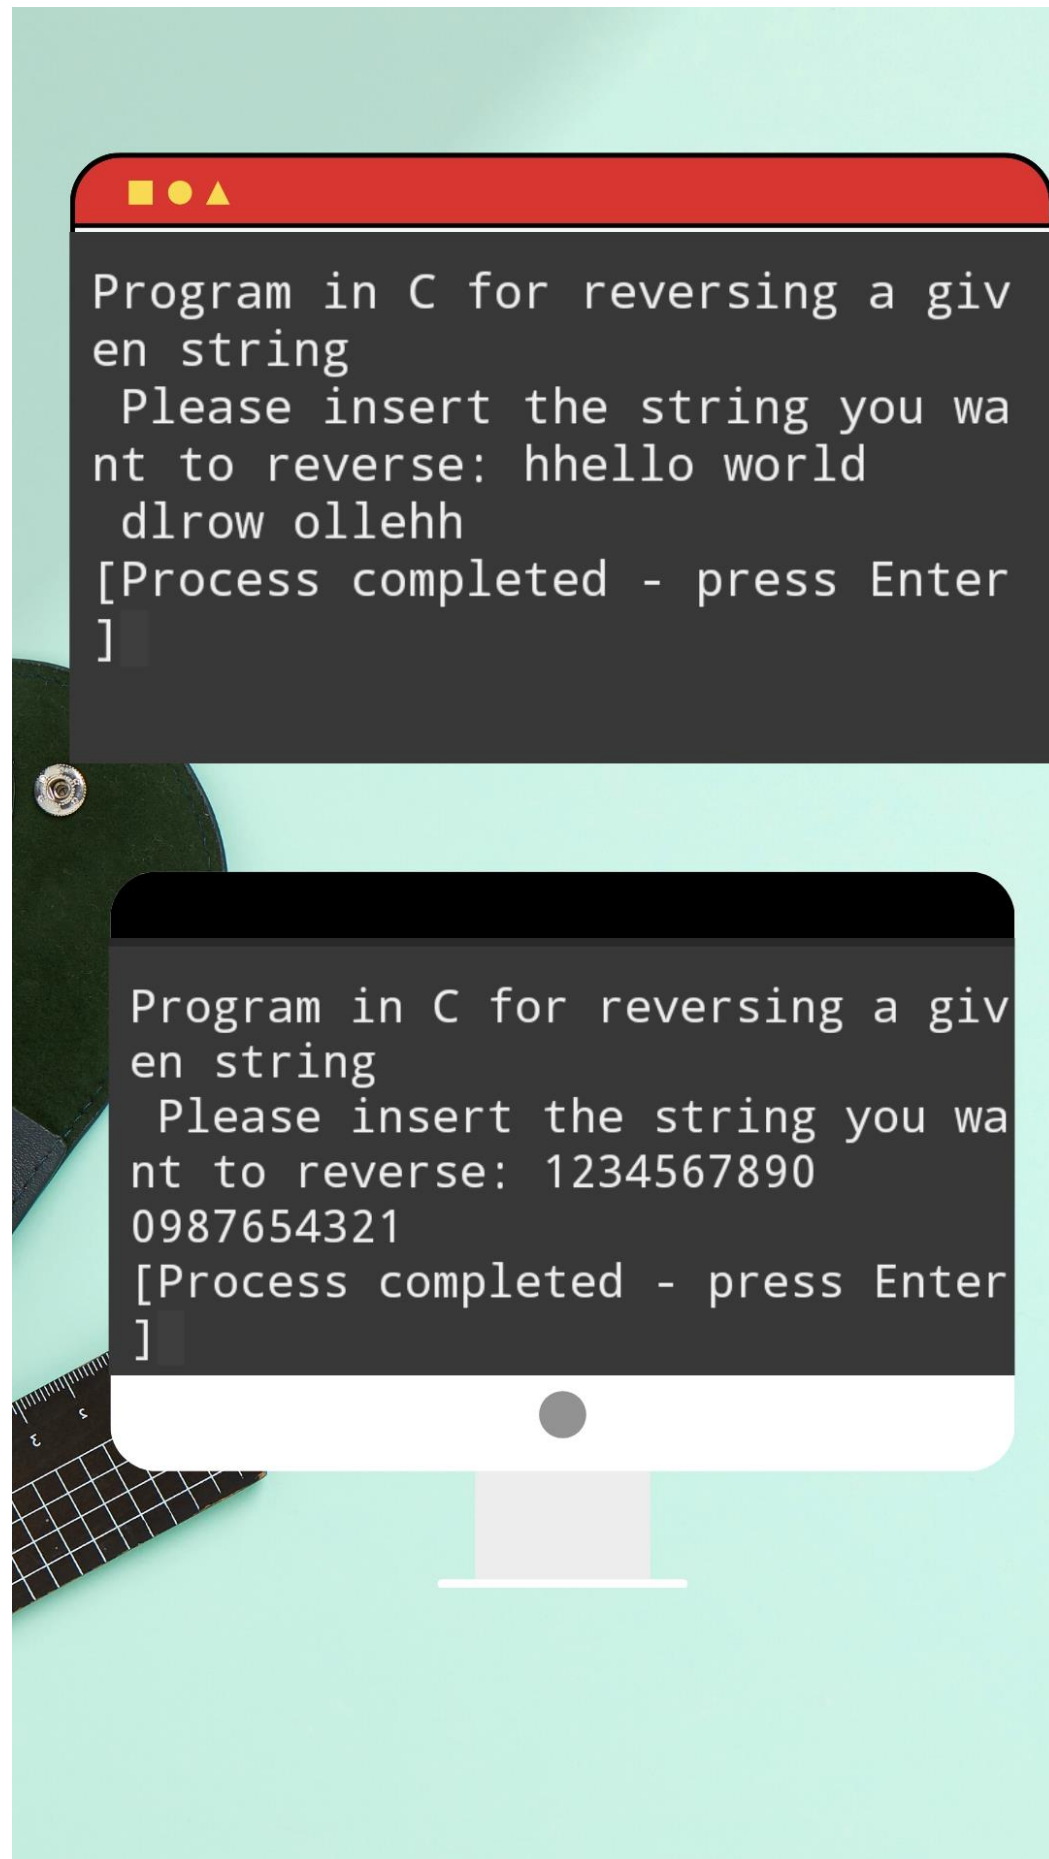 Program in C for reversing a giv
en string
 Please insert the string you wa
nt to reverse: hhello world
 dlrow ollehh
[Process completed - press Enter
]
Program in C for reversing a giv
en string
 Please insert the string you wa
nt to reverse: 1234567890
0987654321
[Process completed - press Enter
]
2
3